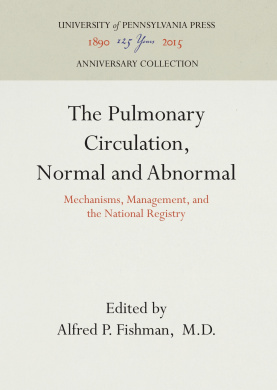 UNIVERSITY of PENNSYLVANIA PRESS
1890 125 Years 2015
ANNIVERSARY COLLECTION
The Pulmonary
Circulation,
Normal and Abnormal
Mechanisms, Management, and
the National Registry
Edited by
Alfred P. Fishman, M.D.